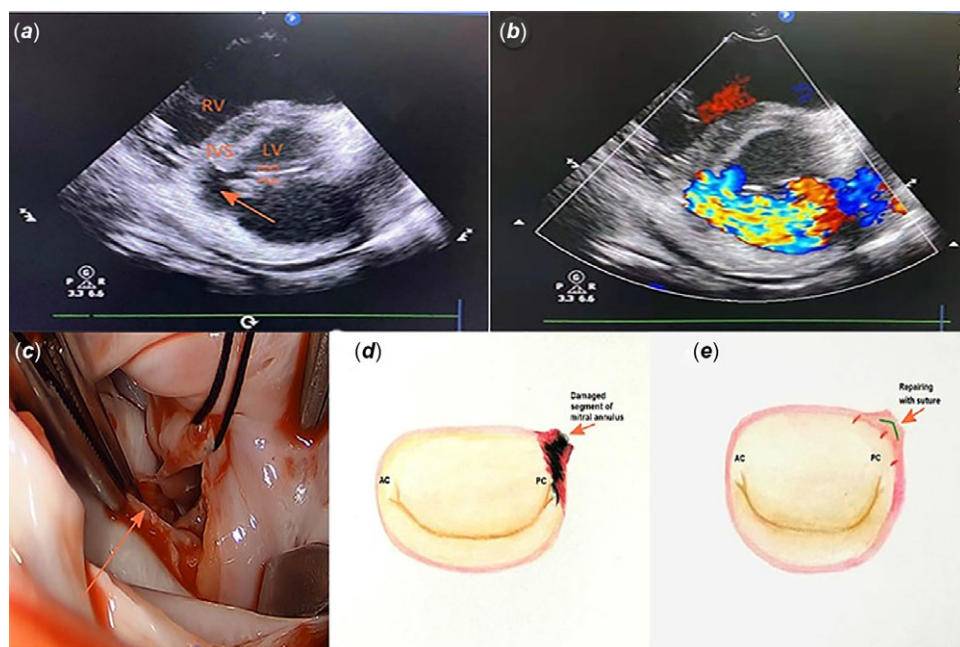 (a)
RV
IVS
LV
P R
G
3.3 6.6
(b)
P R
G
3.3 6.6
(c)
(d)
Damaged
segment of
mitral annulus
AC
PC
(e)
Repairing
with suture
AC
PC